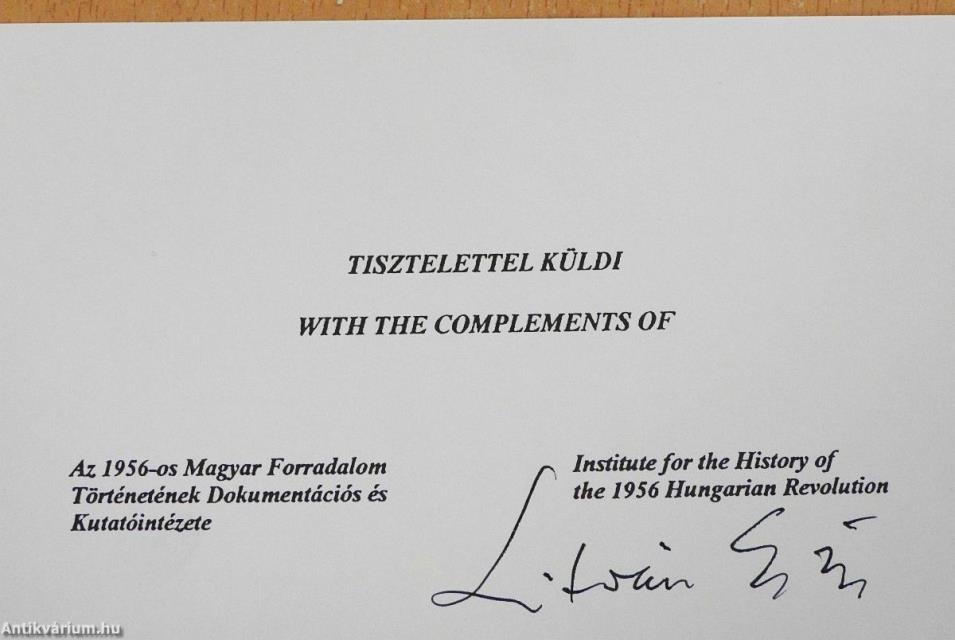 TISZTELETTEL KÜLDI
WITH THE COMPLEMENTS OF
Az 1956-os Magyar Forradalom
Történetének Dokumentációs és
Kutatóintézete
Institute for the History of
the 1956 Hungarian Revolution
Litván
Antikvárium.hu